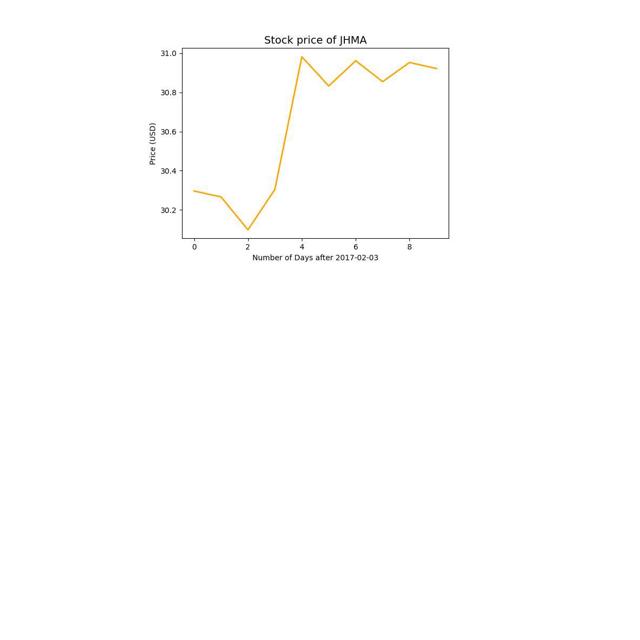 Stock price of JHMA
31.0
30.8
30.6
30.4
30.2
Price (USD)
0 2 4 6 8
Number of Days after 2017-02-03